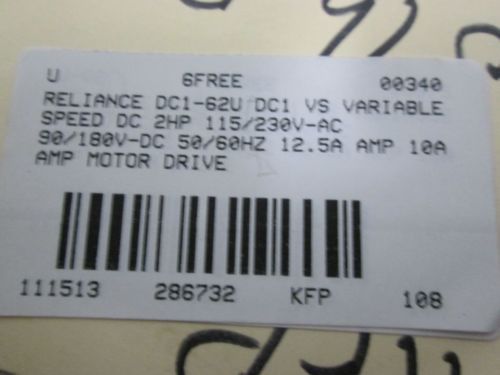 U 6FREE 00340
RELIANCE DC1-62U DC1 VS VARIABLE
SPEED DC 2HP 115/230V-AC
90/180V-DC 50/60HZ 12.5A AMP 10A
AMP MOTOR DRIVE
111513 286732 KFP 108